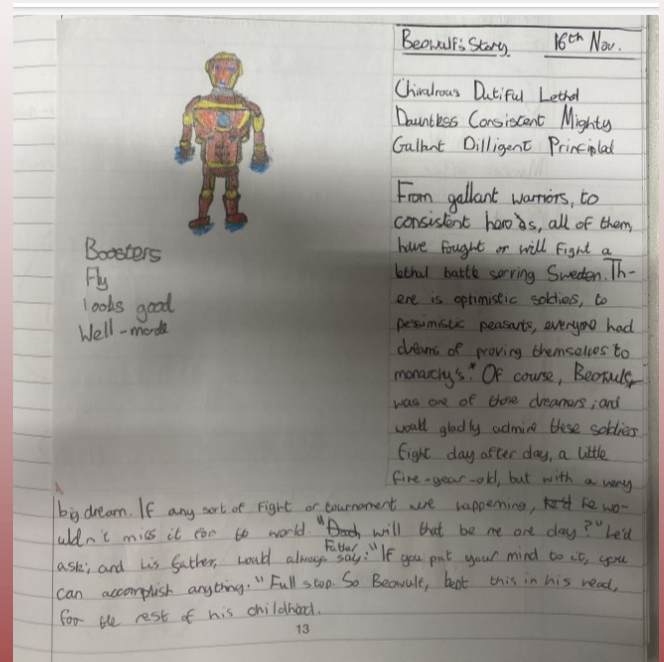 Beowulf's Story 16th Nov.
Chivalrous Dutiful Lethal
Dauntless Consistent Mighty
Gallant Dilligent Principlal
From gallant warriors, to
consistent heroes, all of them,
have fought or will fight a
lethal battle serving Sweden. Th-
ere is optimistic soldies, to
pessimistic peasants, everyone had
dreams of proving themselves to
monarchy's.* Of course, Beowulf,
was one of those dreamers; and
would gladly admire these soldies
fight day after day, a little
five-year-old, but with a very
Boosters
Fly
looks good
Well-made
big dream. If any sort of fight or tournament were happening, he wo-
uldn't miss it for to world. "Father, will that be me one day?" he'd
ask; and his father, would always say: "If you put your mind to it, you
can accomplish anything." Full stop. So Beowulf, kept this in his head,
for the rest of his childhood.
13